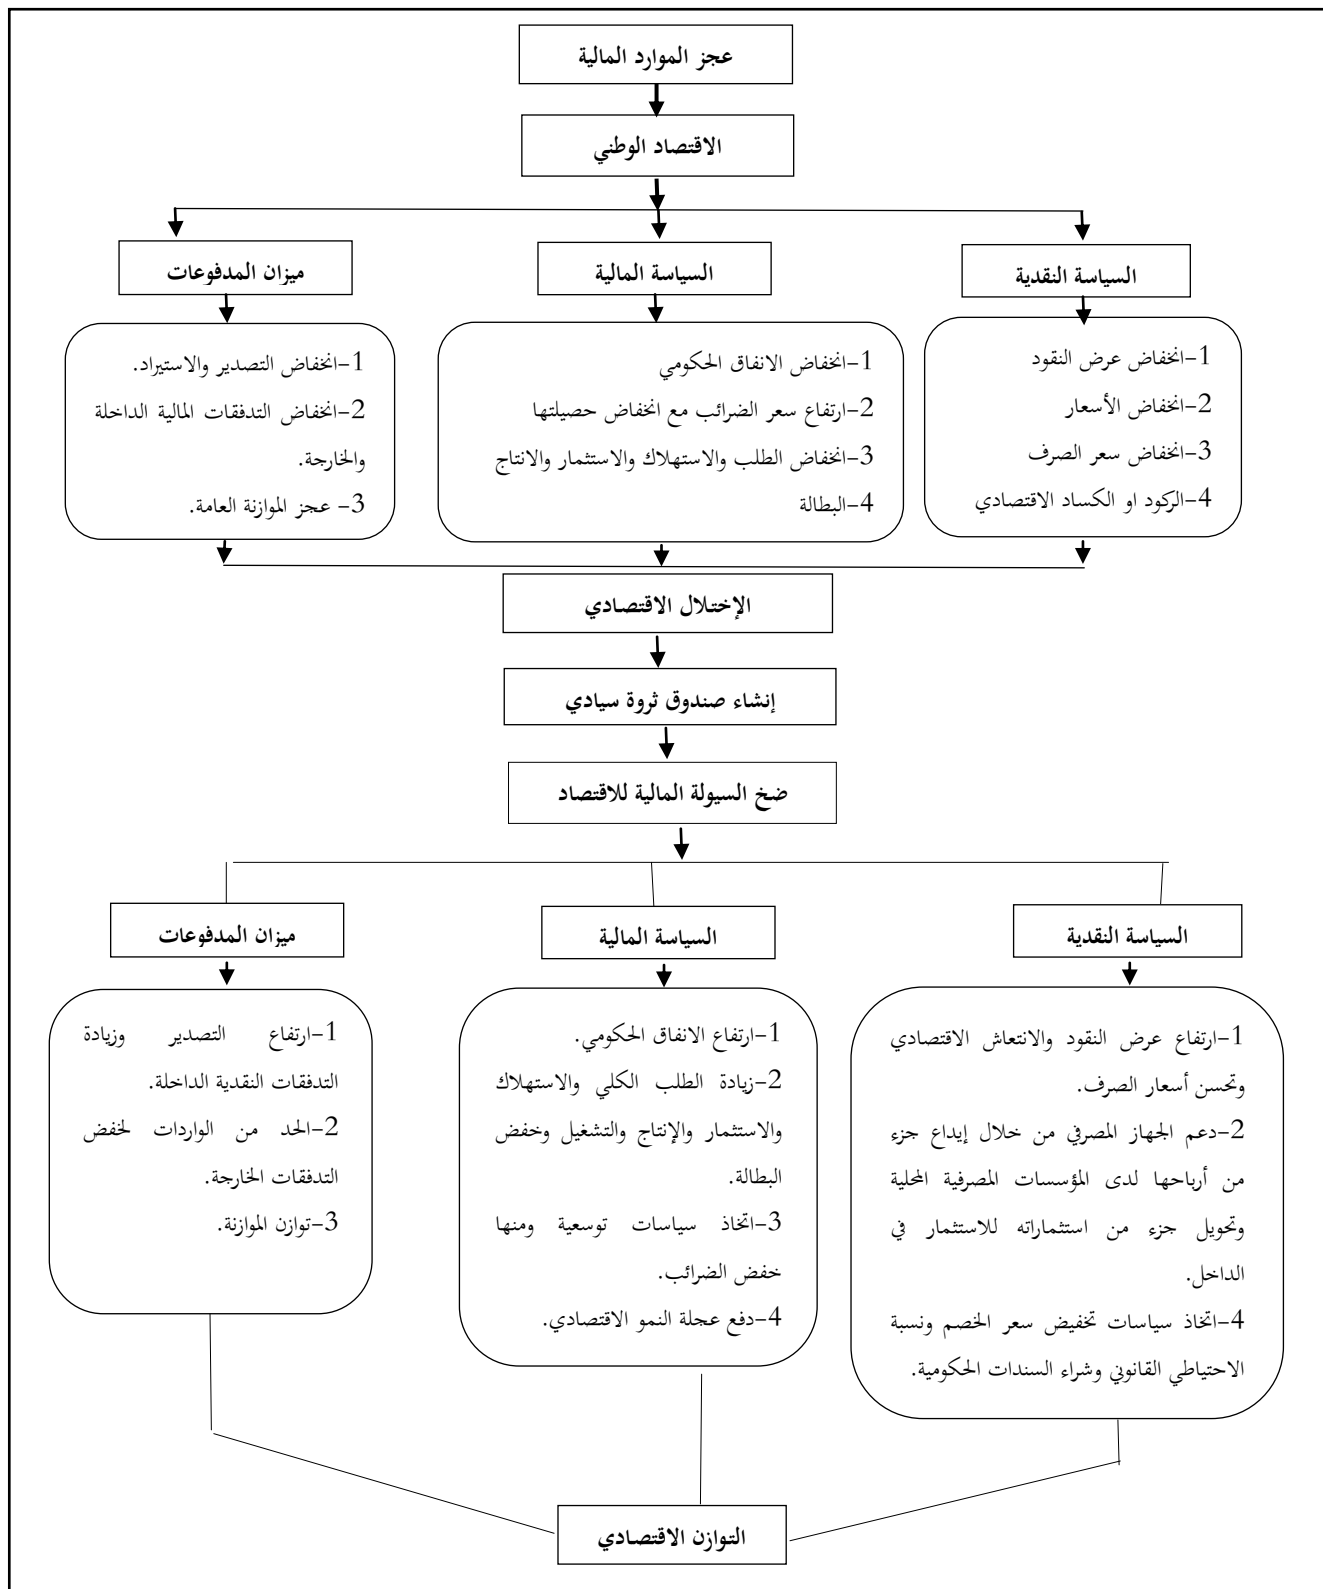 عجز الموارد المالية
الاقتصاد الوطني
السياسة النقدية
السياسة المالية
ميزان المدفوعات
1-انخفاض عرض النقود
2-انخفاض الأسعار
3-انخفاض سعر الصرف
4-الركود او الكساد الاقتصادي
1-انخفاض الانفاق الحكومي
2-ارتفاع سعر الضرائب مع انخفاض حصيلتها
3-انخفاض الطلب والاستهلاك والاستثمار والانتاج
4-البطالة
1-انخفاض التصدير والاستيراد.
2-انخفاض التدفقات المالية الداخلة
والخارجة.
3- عجز الموازنة العامة.
الإختلال الاقتصادي
إنشاء صندوق ثروة سيادي
ضخ السيولة المالية للاقتصاد
السياسة النقدية
السياسة المالية
ميزان المدفوعات
1-ارتفاع عرض النقود والانتعاش الاقتصادي
وتحسن أسعار الصرف.
2-دعم الجهاز المصرفي من خلال إيداع جزء
من أرباحها لدى المؤسسات المصرفية المحلية
وتحويل جزء من استثماراته للاستثمار في
الداخل.
4-اتخاذ سياسات تخفيض سعر الخصم ونسبة
الاحتياطي القانوني وشراء السندات الحكومية.
1-ارتفاع الانفاق الحكومي.
2-زيادة الطلب الكلي والاستهلاك
والاستثمار والإنتاج والتشغيل وخفض
البطالة.
3-اتخاذ سياسات توسعية ومنها
خفض الضرائب.
4-دفع عجلة النمو الاقتصادي.
1-ارتفاع التصدير وزيادة
التدفقات النقدية الداخلة.
2-الحد من الواردات لخفض
التدفقات الخارجة.
3-توازن الموازنة.
التوازن الاقتصادي